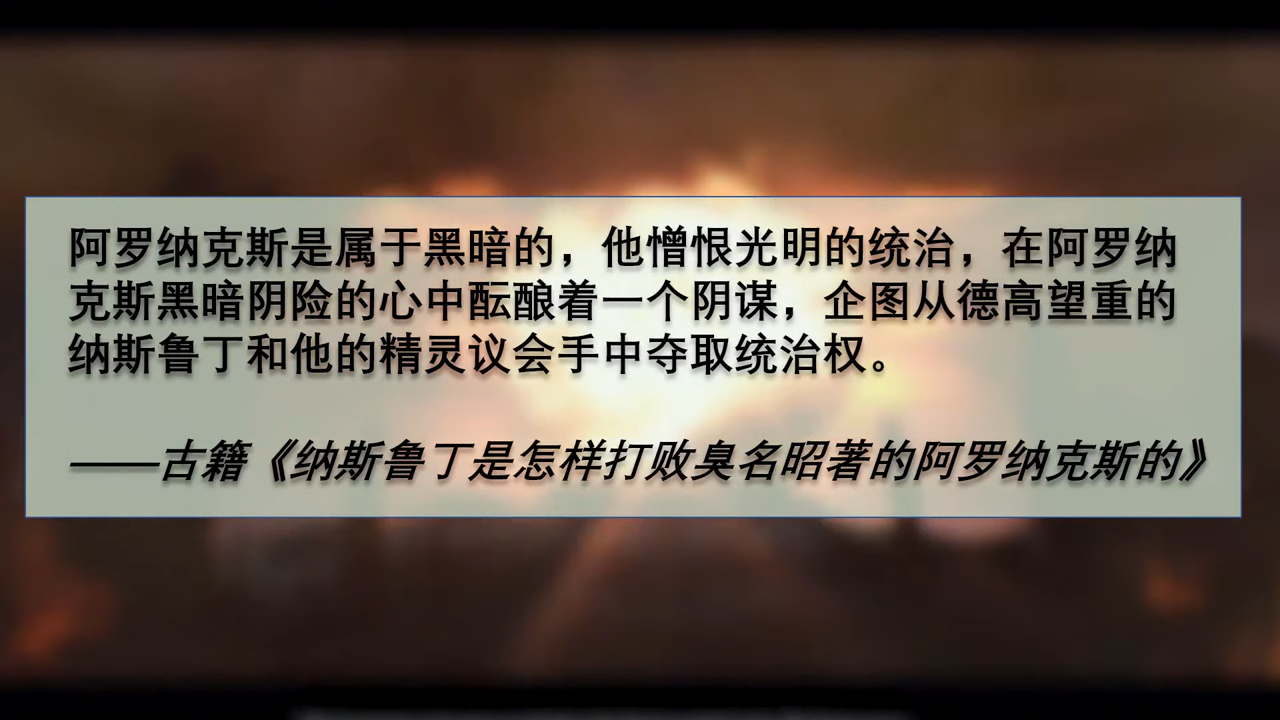 阿罗纳克斯是属于黑暗的，他憎恨光明的统治，在阿罗纳
克斯黑暗阴险的心中酝酿着一个阴谋，企图从德高望重的
纳斯鲁丁和他的精灵议会手中夺取统治权。
——古籍《纳斯鲁丁是怎样打败臭名昭著的阿罗纳克斯的》